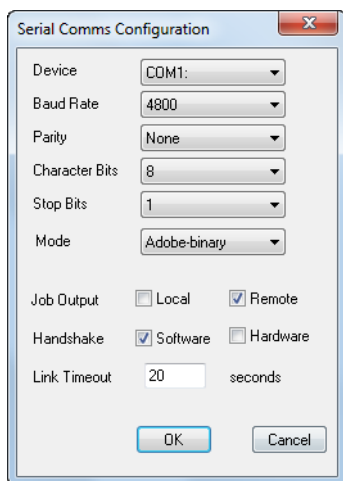 Serial Comms Configuration
Device COM1:
Baud Rate 4800
Parity None
Character Bits 8
Stop Bits 1
Mode Adobe-binary
Job Output Local Remote
Handshake Software Hardware
Link Timeout 20 seconds
OK Cancel